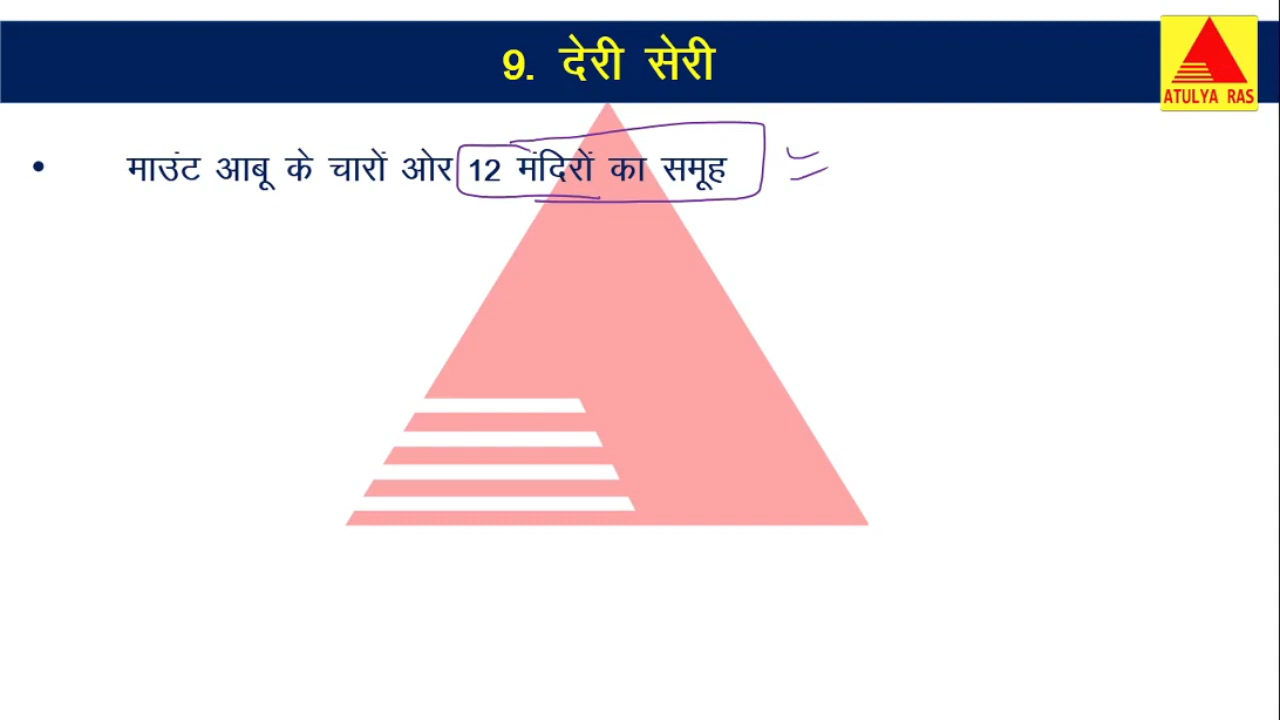 9. देरी सेरी
ATULYA RAS
• माउंट आबू के चारों ओर 12 मंदिरों का समूह